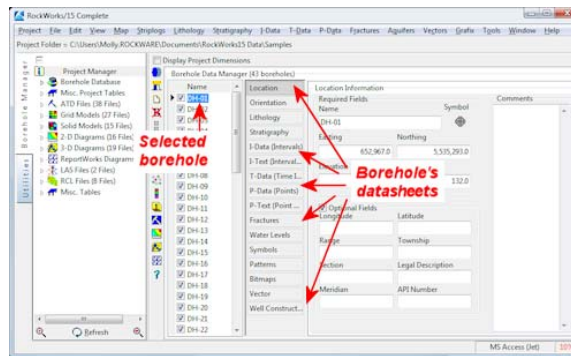 RockWorks/15 Complete
Project File Edit View Map Striplogs Lithology Stratigraphy I-Data T-Data P-Data Fractures Aquifers Vectors Grafix Tools Window Help
Project Folder = C:\Users\Molly.ROCKWARE\Documents\RockWorks15 Data\Samples
Display Project Dimensions
Borehole Manager
Utilities
Project Manager
Borehole Database
Misc. Project Tables
ATD Files (38 Files)
Grid Models (27 Files)
Solid Models (15 Files)
2-D Diagrams (16 Files)
3-D Diagrams (19 Files)
ReportWorks Diagrams
LAS Files (2 Files)
RCL Files (8 Files)
Misc. Tables
Refresh
Borehole Data Manager (43 boreholes)
Name
DH-01
Selected
borehole
DH-08
DH-09
DH-10
DH-11
DH-12
DH-13
DH-14
DH-15
DH-16
DH-17
DH-18
DH-19
DH-20
DH-21
DH-22
Location
Orientation
Lithology
Stratigraphy
I-Data (Intervals)
I-Text (Interval...
T-Data (Time I...
P-Data (Points)
P-Text (Point ...
Fractures
Water Levels
Symbols
Patterns
Bitmaps
Vector
Well Construct...
Location Information
Required Fields
Name Symbol
DH-01
Easting Northing
652,967.0 5,535,293.0
Elevation
132.0
Borehole's
datasheets
Optional Fields
Longitude Latitude
Range Township
Section Legal Description
Meridian API Number
Comments
MS Access (Jet)